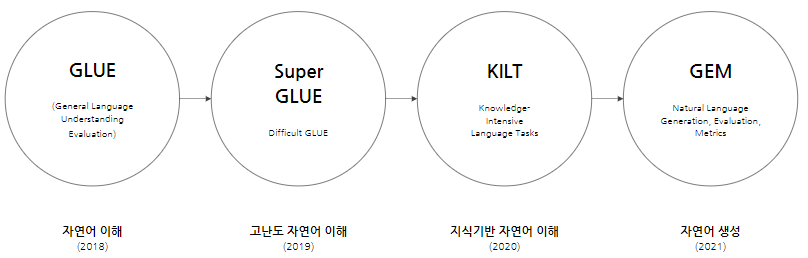 GLUE
(General Language
Understanding
Evaluation)
Super
GLUE
Difficult GLUE
KILT
Knowledge-
Intensive
Language Tasks
GEM
Natural Language
Generation, Evaluation,
Metrics
자연어 이해
(2018)
고난도 자연어 이해
(2019)
지식기반 자연어 이해
(2020)
자연어 생성
(2021)